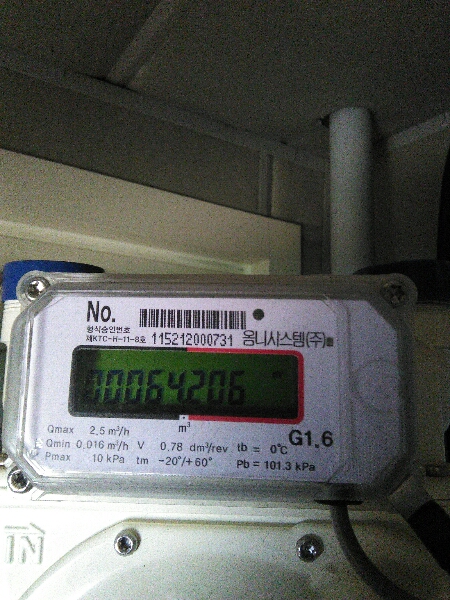 No.
형식승인번호
제KTC-H-11-8호 115212000731 옴니시스템(주)
00064206
m³
G1.6
Qmax 2,5 m³/h
Qmin 0,016 m³/h V 0,78 dm³/rev tb = 0℃
Pmax 10 kPa tm -20°/+60° Pb = 101.3 kPa
IN